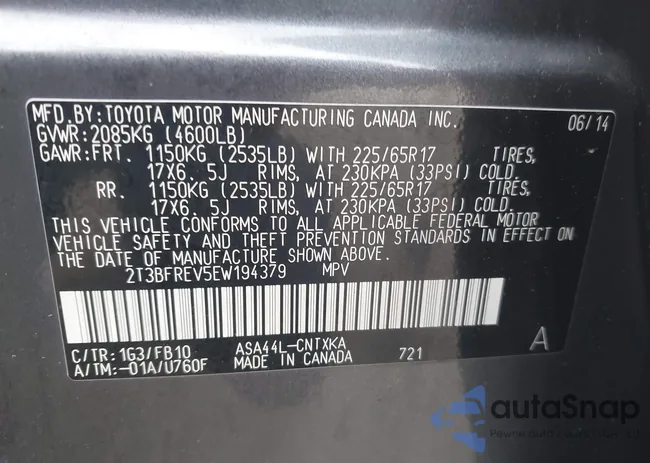 MFD.BY:TOYOTA MOTOR MANUFACTURING CANADA INC. 06/14
GVWR:2085KG (4600LB)
GAWR:FRT. 1150KG (2535LB) WITH 225/65R17 TIRES,
17X6. 5J RIMS, AT 230KPA (33PSI) COLD.
RR. 1150KG (2535LB) WITH 225/65R17 TIRES,
17X6. 5J RIMS, AT 230KPA (33PSI) COLD.
THIS VEHICLE CONFORMS TO ALL APPLICABLE FEDERAL MOTOR
VEHICLE SAFETY AND THEFT PREVENTION STANDARDS IN EFFECT ON
THE DATE OF MANUFACTURE SHOWN ABOVE.
2T3BFREV5EW194379 MPV
C/TR:1G3/FB10 ASA44L-CNTXKA
A/TM:-01A/U760F MADE IN CANADA 721 A
autaSnap
Pewne auto z